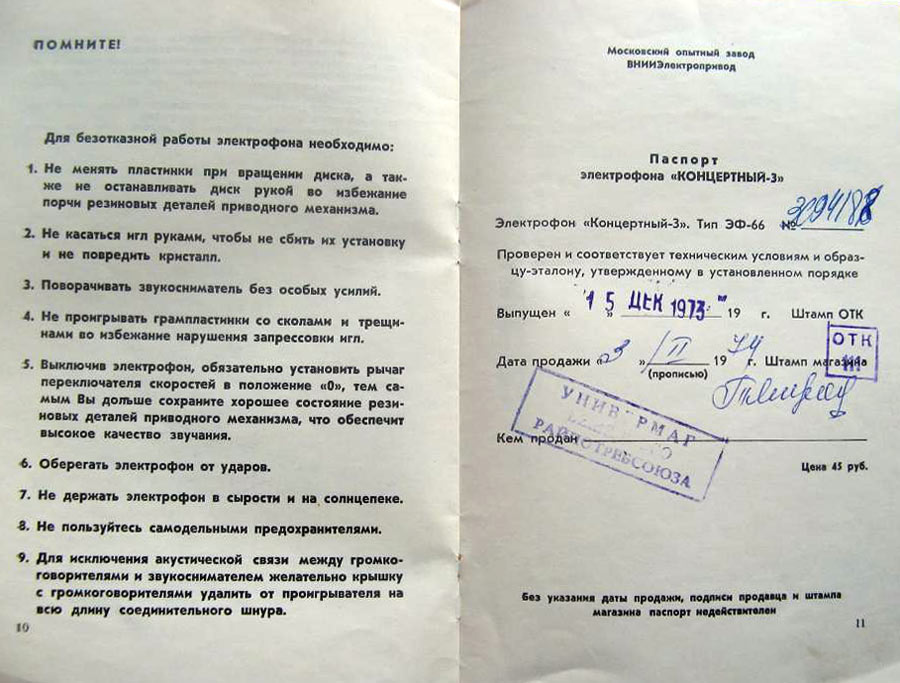 ПОМНИТЕ!
Для безотказной работы электрофона необходимо:
1. Не менять пластинки при вращении диска, а так-
же не останавливать диск рукой во избежание
порчи резиновых деталей приводного механизма.
2. Не касаться игл руками, чтобы не сбить их установку
и не повредить кристалл.
3. Поворачивать звукосниматель без особых усилий.
4. Не проигрывать грампластинки со сколами и трещи-
нами во избежание нарушения запрессовки игл.
5. Выключив электрофон, обязательно установить рычаг
переключателя скоростей в положение «0», тем са-
мым Вы дольше сохраните хорошее состояние рези-
новых деталей приводного механизма, что обеспечит
высокое качество звучания.
6. Оберегать электрофон от ударов.
7. Не держать электрофон в сырости и на солнцепеке.
8. Не пользуйтесь самодельными предохранителями.
9. Для исключения акустической связи между громко-
говорителями и звукоснимателем желательно крышку
с громкоговорителями удалить от проигрывателя на
всю длину соединительного шнура.
10
Московский опытный завод
ВНИИЭлектропривод
Паспорт
электрофона «КОНЦЕРТНЫЙ-3»
Электрофон «Концертный-3». Тип ЭФ-66 №
Проверен и соответствует техническим условиям и образ-
цу-эталону, утвержденному в установленном порядке
Выпущен « 15 » ДЕК 1973 19 г. Штамп ОТК
ОТК
Дата продажи «3» II 1974 г. Штамп магазина
(прописью)
УНИВЕРМАГ
РАЙПОТРЕБСОЮЗА
Кем продан
Цена 45 руб.
Без указания даты продажи, подписи продавца и штампа
магазина паспорт недействителен
11